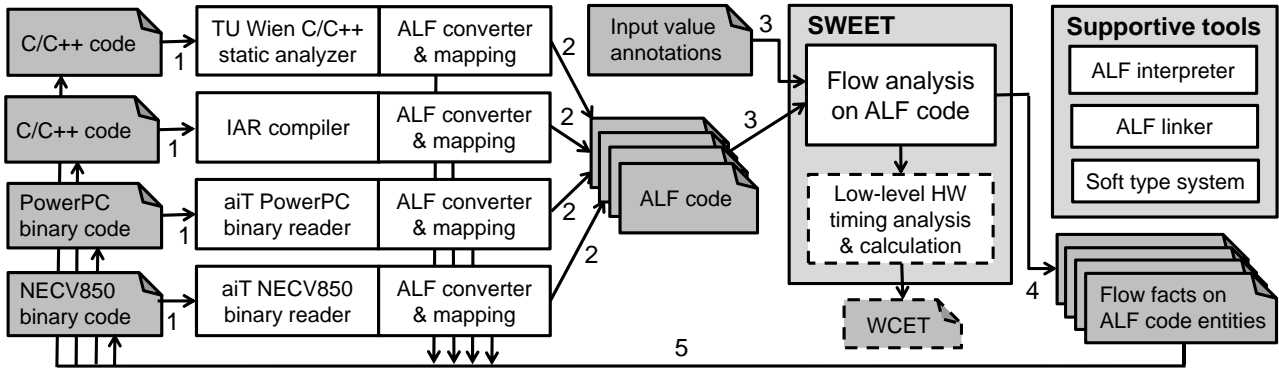 C/C++ code
1
TU Wien C/C++
static analyzer
ALF converter
& mapping
2
C/C++ code
1
IAR compiler
ALF converter
& mapping
2
PowerPC
binary code
1
aiT PowerPC
binary reader
ALF converter
& mapping
2
NECV850
binary code
1
aiT NECV850
binary reader
ALF converter
& mapping
2
Input value
annotations
3
ALF code
3
SWEET
Flow analysis
on ALF code
Low-level HW
timing analysis
& calculation
WCET
Supportive tools
ALF interpreter
ALF linker
Soft type system
4
Flow facts on
ALF code entities
5